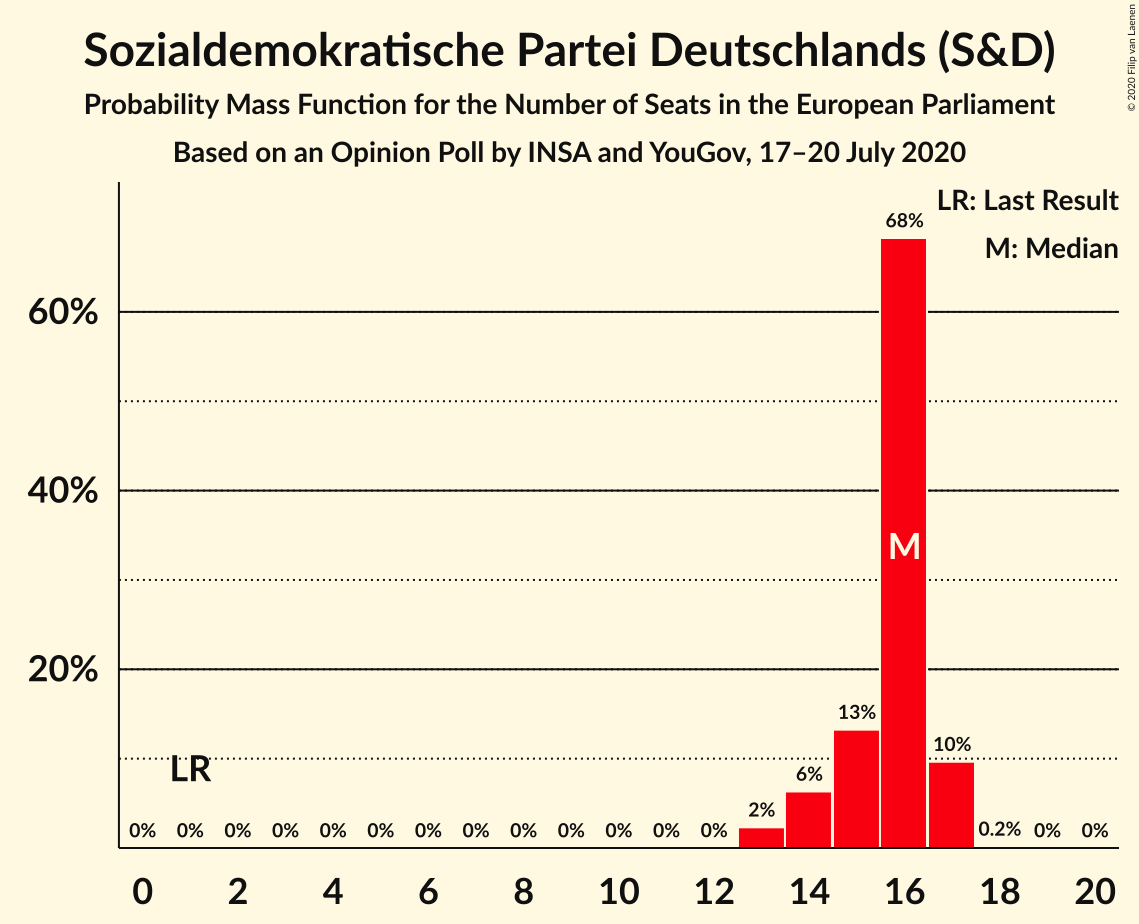 Sozialdemokratische Partei Deutschlands (S&D)
Probability Mass Function for the Number of Seats in the European Parliament
Based on an Opinion Poll by INSA and YouGov, 17–20 July 2020
© 2020 Filip van Laenen
LR: Last Result
M: Median
68%
60%
40%
M
20%
13%
10%
LR
6%
2%
0% 0% 0% 0% 0% 0% 0% 0% 0% 0% 0% 0% 0% 0.2% 0% 0%
0 2 4 6 8 10 12 14 16 18 20